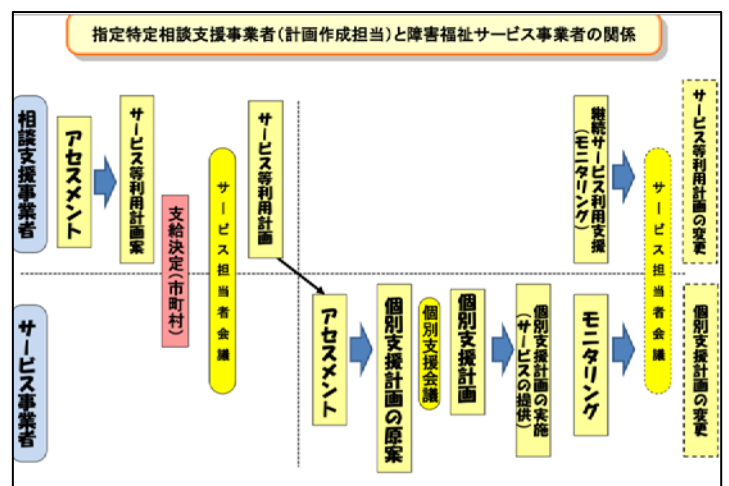 指定特定相談支援事業者(計画作成担当)と障害福祉サービス事業者の関係
相談支援事業者
アセスメント
サービス等利用計画案
支給決定(市町村)
サービス担当者会議
サービス等利用計画
継続サービス利用支援
(モニタリング)
サービス担当者会議
サービス等利用計画の変更
サービス事業者
アセスメント
個別支援計画の原案
個別支援会議
個別支援計画
個別支援計画の実施
(サービスの提供)
モニタリング
個別支援計画の変更